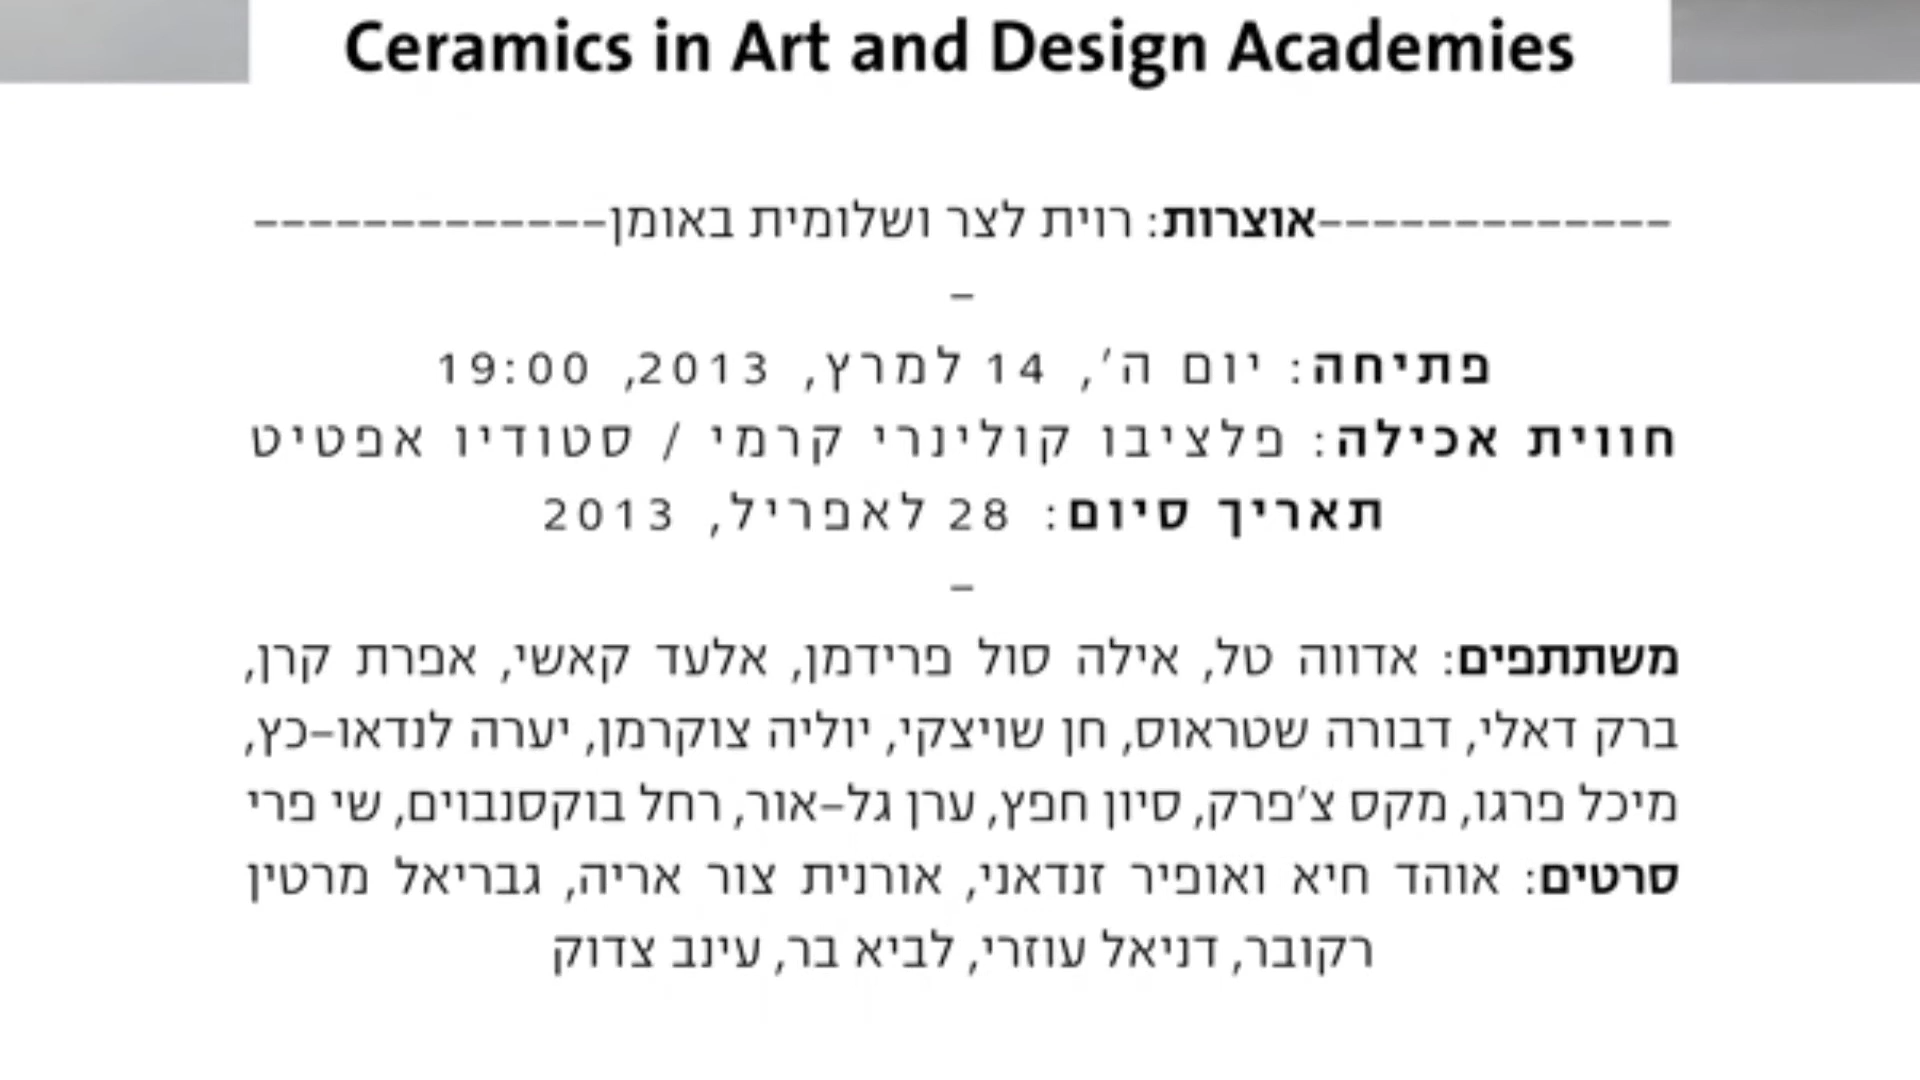 Ceramics in Art and Design Academies
-------------אוצרות: רוית לצר ושלומית באומן-------------
–
פתיחה: יום ה', 14 למרץ, 2013, 19:00
חווית אכילה: פלציבו קולינרי קרמי / סטודיו אפטיט
תאריך סיום: 28 לאפריל, 2013
–
משתתפים: אדווה טל, אילה סול פרידמן, אלעד קאשי, אפרת קרן,
ברק דאלי, דבורה שטראוס, חן שויצקי, יוליה צוקרמן, יערה לנדאו–כץ,
מיכל פרגו, מקס צ'פרק, סיון חפץ, ערן גל–אור, רחל בוקסנבוים, שי פרי
סרטים: אוהד חיא ואופיר זנדאני, אורנית צור אריה, גבריאל מרטין
רקובר, דניאל עוזרי, לביא בר, עינב צדוק